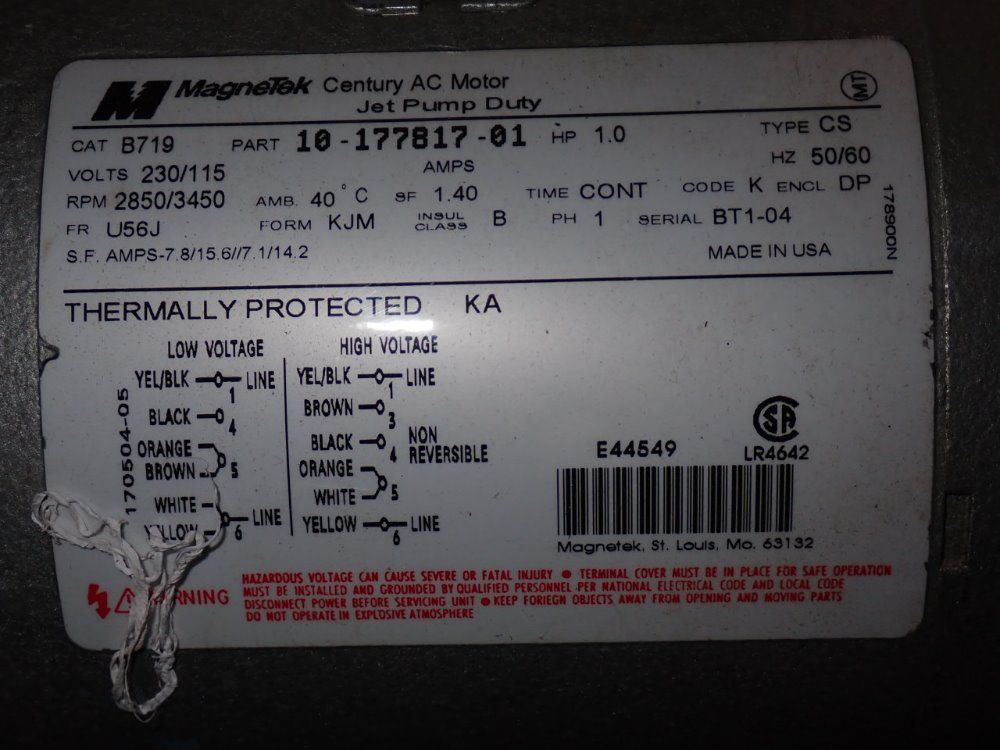 MagneTek Century AC Motor
Jet Pump Duty
MT
CAT B719 PART 10-177817-01 HP 1.0 TYPE CS
VOLTS 230/115 AMPS HZ 50/60
RPM 2850/3450 AMB. 40°C SF 1.40 TIME CONT CODE K ENCL DP
FR U56J FORM KJM INSUL CLASS B PH 1 SERIAL BT1-04
S.F. AMPS-7.8/15.6//7.1/14.2 MADE IN USA
178900N
THERMALLY PROTECTED KA
LOW VOLTAGE
YEL/BLK 1 LINE
BLACK 4
ORANGE
BROWN 5
WHITE
YELLOW 6 LINE
170504-05
HIGH VOLTAGE
YEL/BLK 1 LINE
BROWN 3
BLACK 4
ORANGE
WHITE 5
YELLOW 6 LINE
NON
REVERSIBLE
SA
E44549 LR4642
Magnetek, St. Louis, Mo. 63132
WARNING
HAZARDOUS VOLTAGE CAN CAUSE SEVERE OR FATAL INJURY ● TERMINAL COVER MUST BE IN PLACE FOR SAFE OPERATION
MUST BE INSTALLED AND GROUNDED BY QUALIFIED PERSONNEL PER NATIONAL ELECTRICAL CODE AND LOCAL CODE
DISCONNECT POWER BEFORE SERVICING UNIT ● KEEP FORIEGN OBJECTS AWAY FROM OPENING AND MOVING PARTS
DO NOT OPERATE IN EXPLOSIVE ATMOSPHERE